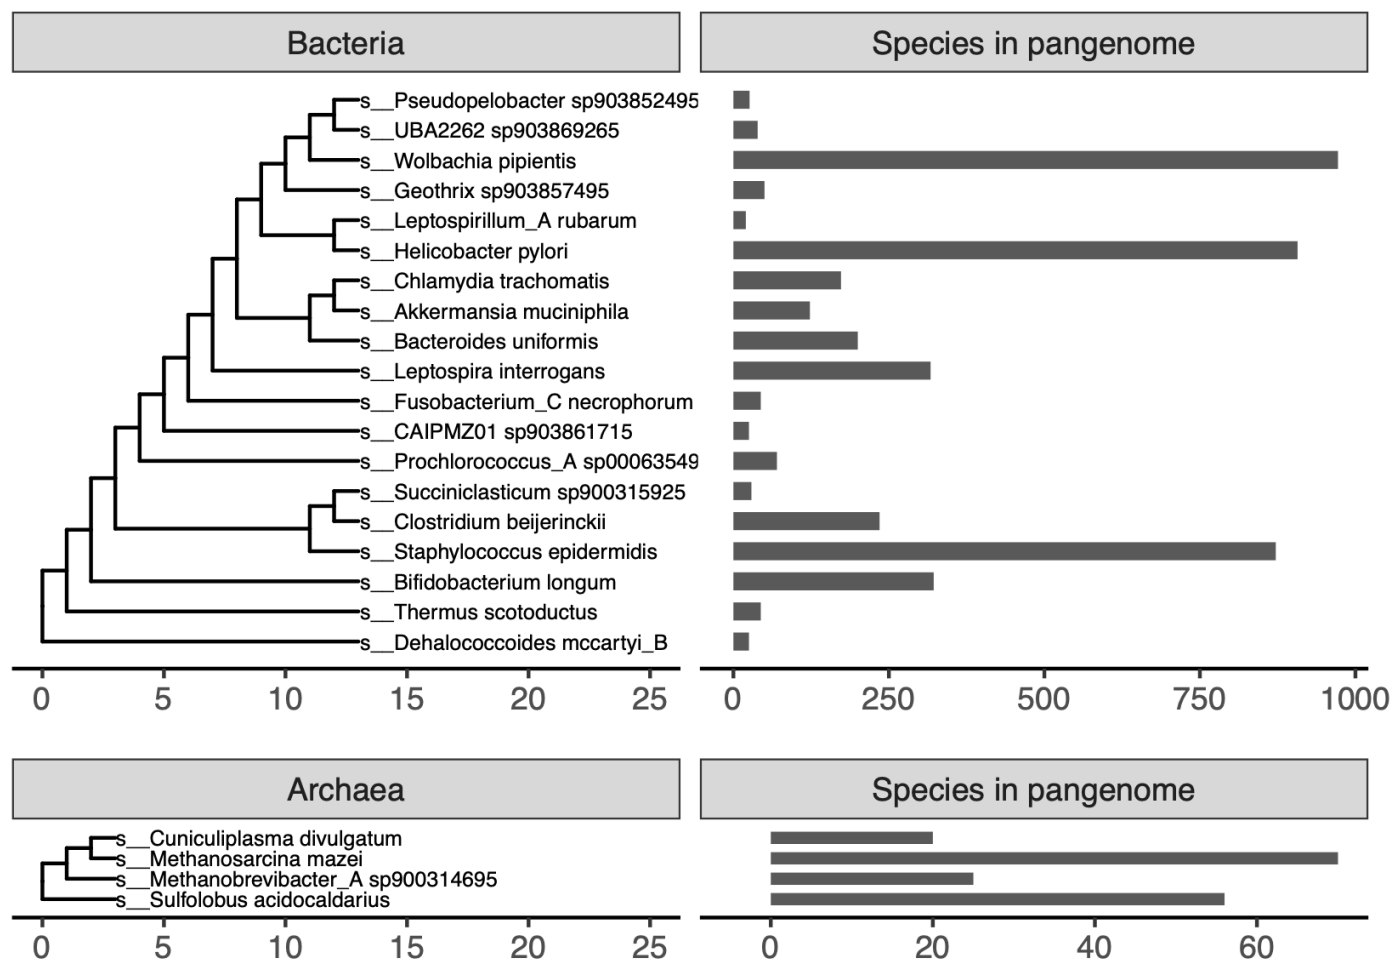 Bacteria
Species in pangenome
s__Pseudopelobacter sp903852495
s__UBA2262 sp903869265
s__Wolbachia pipientis
s__Geothrix sp903857495
s__Leptospirillum_A rubarum
s__Helicobacter pylori
s__Chlamydia trachomatis
s__Akkermansia muciniphila
s__Bacteroides uniformis
s__Leptospira interrogans
s__Fusobacterium_C necrophorum
s__CAIPMZ01 sp903861715
s__Prochlorococcus_A sp00063549
s__Succiniclasticum sp900315925
s__Clostridium beijerinckii
s__Staphylococcus epidermidis
s__Bifidobacterium longum
s__Thermus scotoductus
s__Dehalococcoides mccartyi_B
0 5 10 15 20 25
0 250 500 750 1000
Archaea
Species in pangenome
s__Cuniculiplasma divulgatum
s__Methanosarcina mazei
s__Methanobrevibacter_A sp900314695
s__Sulfolobus acidocaldarius
0 5 10 15 20 25
0 20 40 60